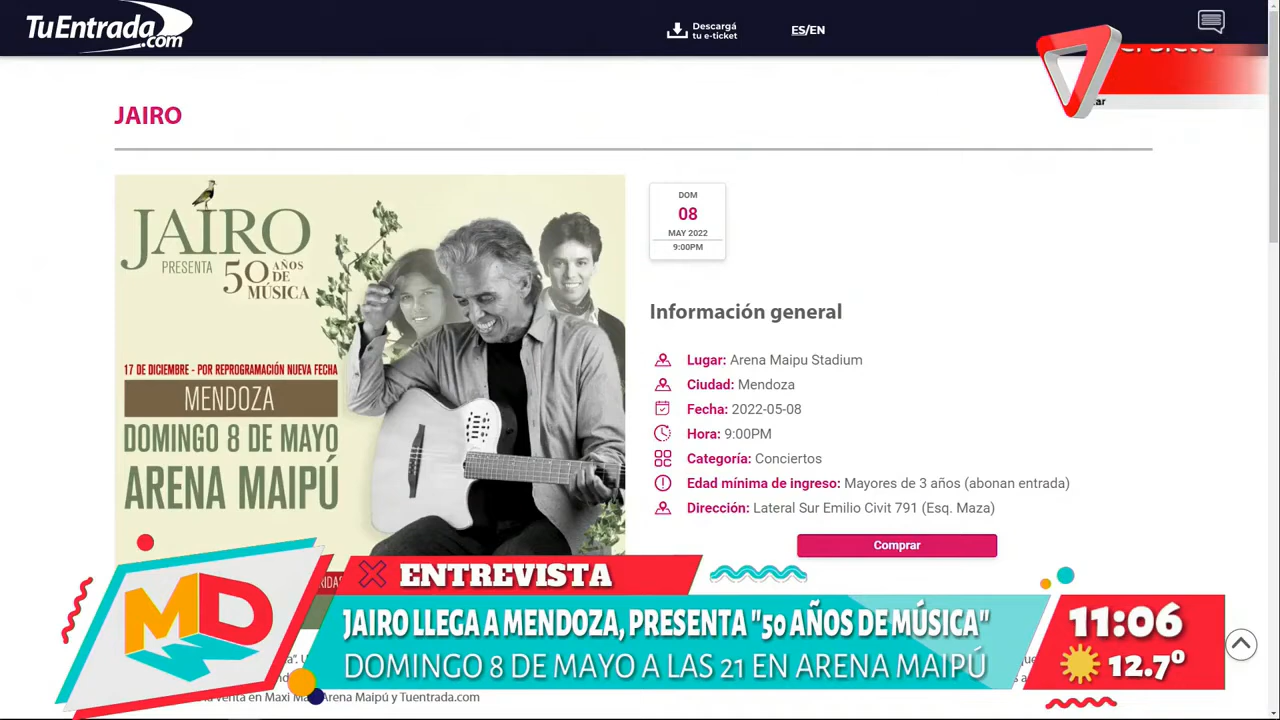 TuEntrada.com
Descargá
tu e-ticket
ES/EN
JAIRO
JAIRO
PRESENTA 50 AÑOS DE MÚSICA
17 DE DICIEMBRE - POR REPROGRAMACIÓN NUEVA FECHA
MENDOZA
DOMINGO 8 DE MAYO
ARENA MAIPÚ
DOM
08
MAY 2022
9:00PM
Información general
Lugar: Arena Maipu Stadium
Ciudad: Mendoza
Fecha: 2022-05-08
Hora: 9:00PM
Categoría: Conciertos
Edad mínima de ingreso: Mayores de 3 años (abonan entrada)
Dirección: Lateral Sur Emilio Civit 791 (Esq. Maza)
Comprar
MD
ENTREVISTA
JAIRO LLEGA A MENDOZA, PRESENTA "50 AÑOS DE MÚSICA"
DOMINGO 8 DE MAYO A LAS 21 EN ARENA MAIPÚ
11:06
12.7º
venta en Maxi Arena Maipú y Tuentrada.com